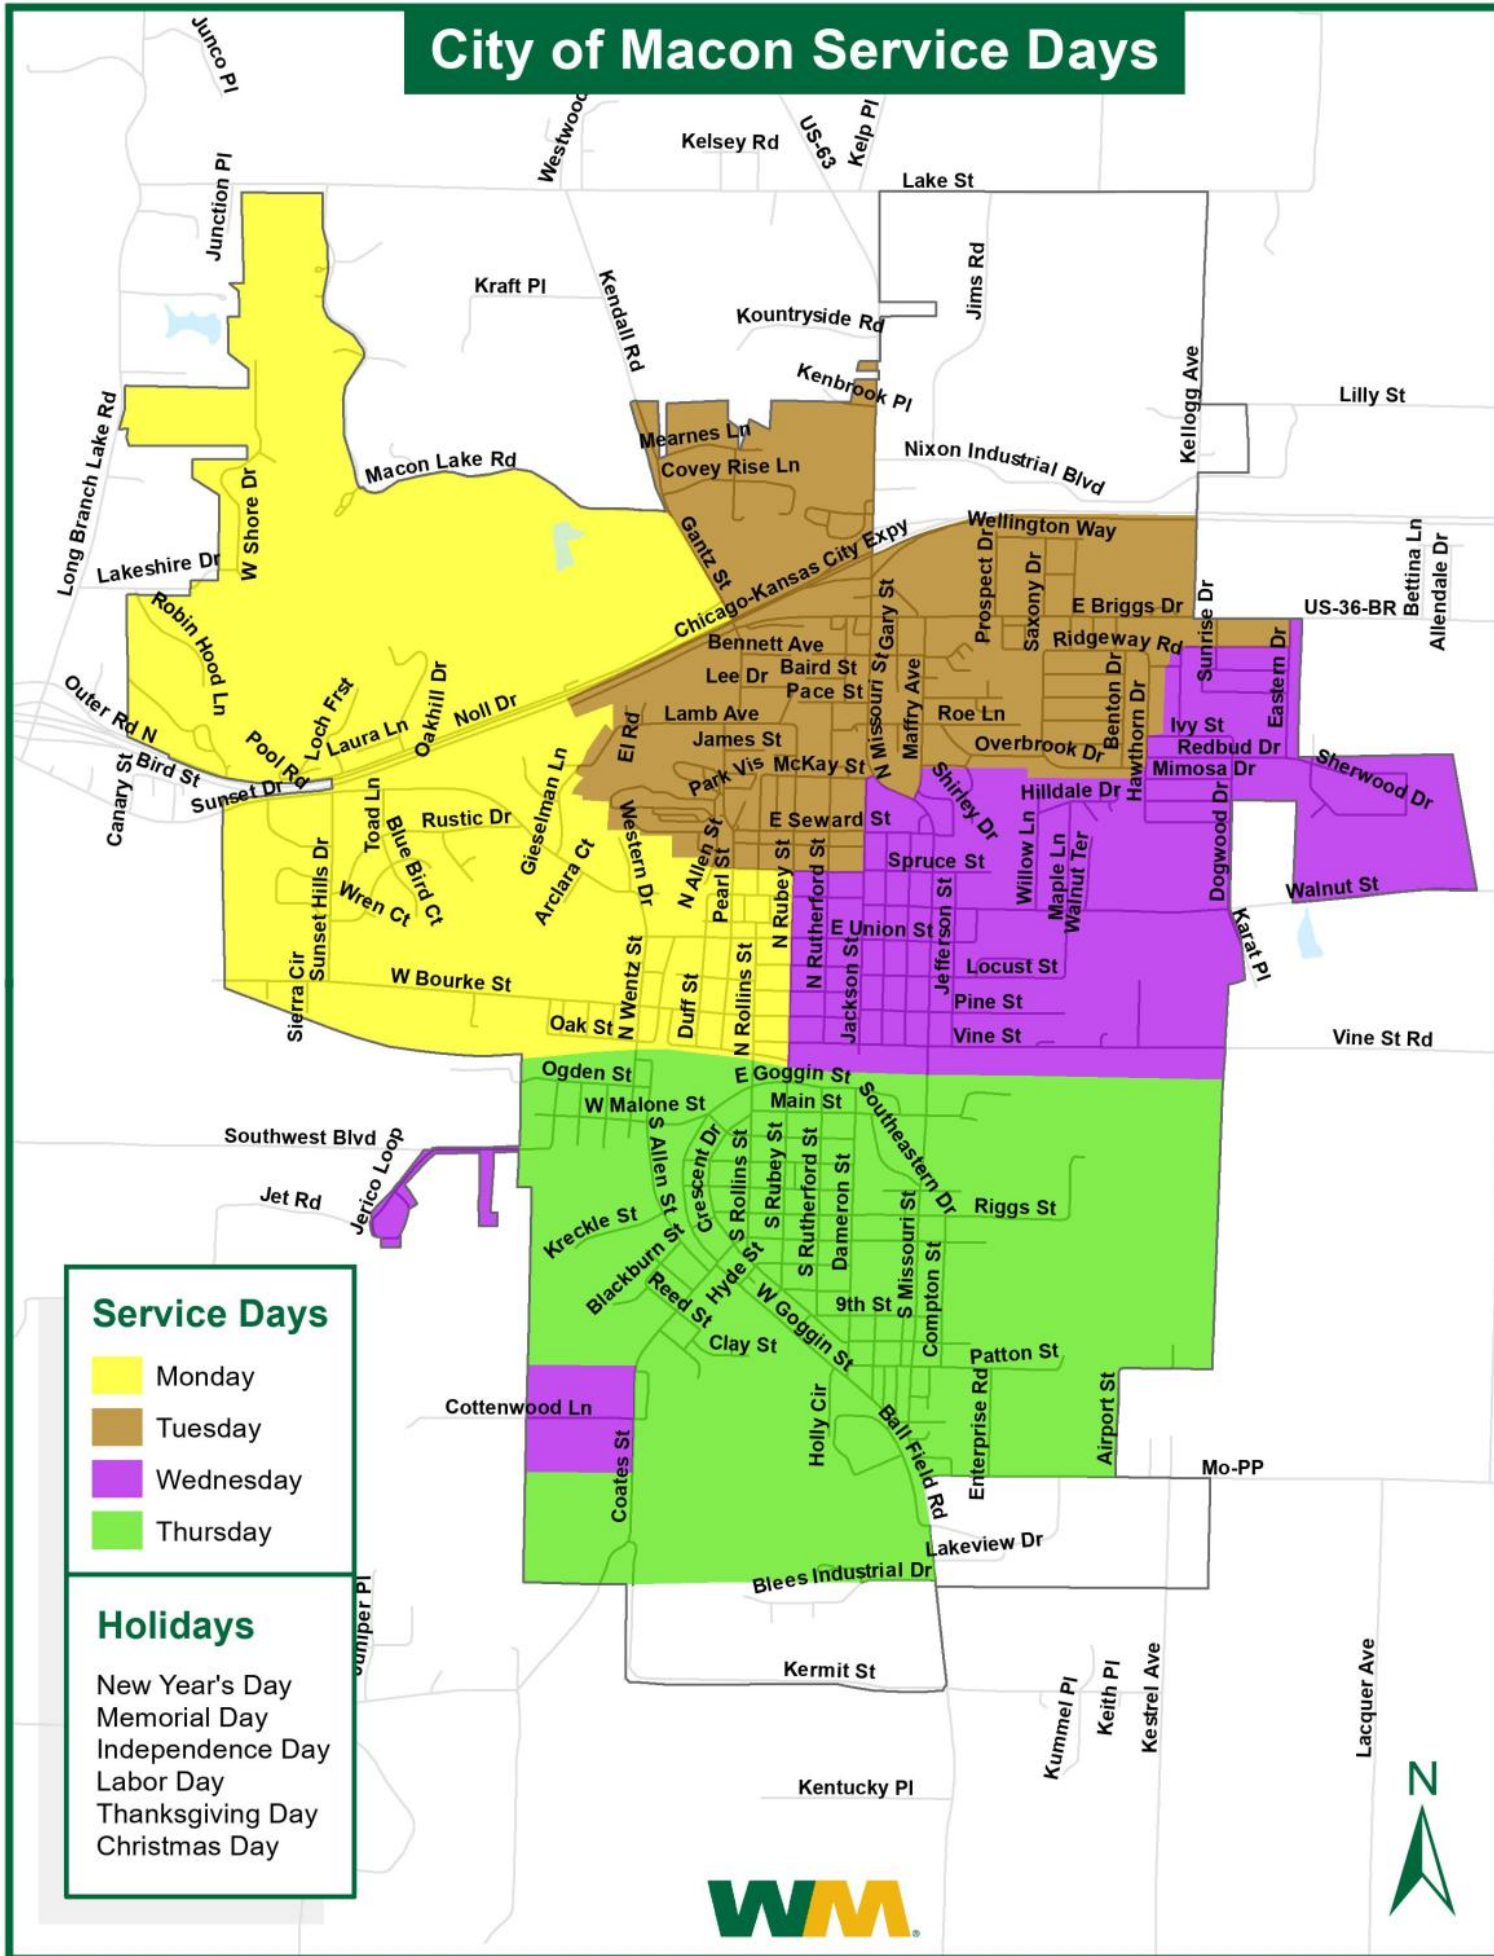 City of Macon Service Days
Junco Pl
Westwood
Kelsey Rd
US-63
Kelp Pl
Lake St
Junction Pl
Kraft Pl
Kendall Rd
Kountryside Rd
Jims Rd
Kenbrook Pl
Kellogg Ave
Lilly St
Long Branch Lake Rd
Mearnes Ln
Macon Lake Rd
Covey Rise Ln
Nixon Industrial Blvd
W Shore Dr
Gantz St
Chicago-Kansas City Expy
Wellington Way
Lakeshire Dr
Prospect Dr
Saxony Dr
Bettina Ln
Allendale Dr
Robin Hood Ln
Gary St
E Briggs Dr
Sunrise Dr
US-36-BR
Bennett Ave
Ridgeway Rd
Baird St
Lee Dr
Pace St
N Missouri St
Maffry Ave
Benton Dr
Hawthorn Dr
Eastern Dr
Outer Rd N
Loch Frst
Oakhill Dr
Noll Dr
Lamb Ave
Roe Ln
Ivy St
Laura Ln
El Rd
James St
Overbrook Dr
Redbud Dr
Pool Rd
Bird St
Park Vis
McKay St
Mimosa Dr
Sherwood Dr
Canary St
Sunset Dr
Toad Ln
Gieselman Ln
Shirley Dr
Hilldale Dr
Rustic Dr
Western Dr
E Seward St
Dogwood Dr
Blue Bird Ct
Arclara Ct
N Allen St
Pearl St
N Rubey St
N Rutherford St
Spruce St
Willow Ln
Maple Ln
Walnut Ter
Walnut St
Sunset Hills Dr
Wren Ct
E Union St
Jefferson St
Karat Pl
Locust St
Sierra Cir
W Bourke St
N Wentz St
Duff St
N Rollins St
Jackson St
Pine St
Oak St
Vine St
Vine St Rd
Ogden St
E Goggin St
W Malone St
Main St
Southeastern Dr
Southwest Blvd
Jerico Loop
S Allen St
Crescent Dr
S Rollins St
S Rubey St
S Rutherford St
Dameron St
Jet Rd
S Missouri St
Riggs St
Kreckle St
Blackburn St
Hyde St
Compton St
Reed St
W Goggin St
9th St
Clay St
Patton St
Cottenwood Ln
Coates St
Holly Cir
Ball Field Rd
Enterprise Rd
Airport St
Mo-PP
Lakeview Dr
Blees Industrial Dr
Juniper Pl
Kermit St
Kummel Pl
Keith Pl
Kestrel Ave
Lacquer Ave
Kentucky Pl
Service Days
Monday
Tuesday
Wednesday
Thursday
Holidays
New Year's Day
Memorial Day
Independence Day
Labor Day
Thanksgiving Day
Christmas Day
WM
N